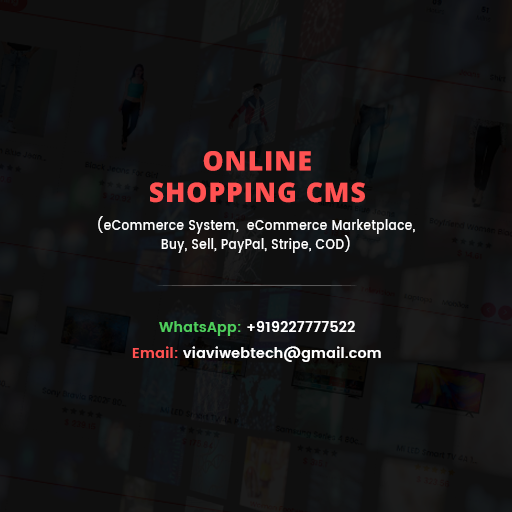 ONLINE
SHOPPING CMS
(eCommerce System,  eCommerce Marketplace,
Buy, Sell, PayPal, Stripe, COD)
WhatsApp: +919227777522
Email: viaviwebtech@gmail.com